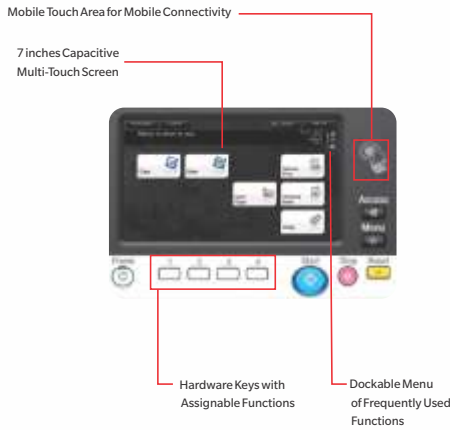 Mobile Touch Area for Mobile Connectivity
7 inches Capacitive
Multi-Touch Screen
Access
Menu
Power
1 2 3 4
Start
Stop
Reset
Hardware Keys with
Assignable Functions
Dockable Menu
of Frequently Used
Functions